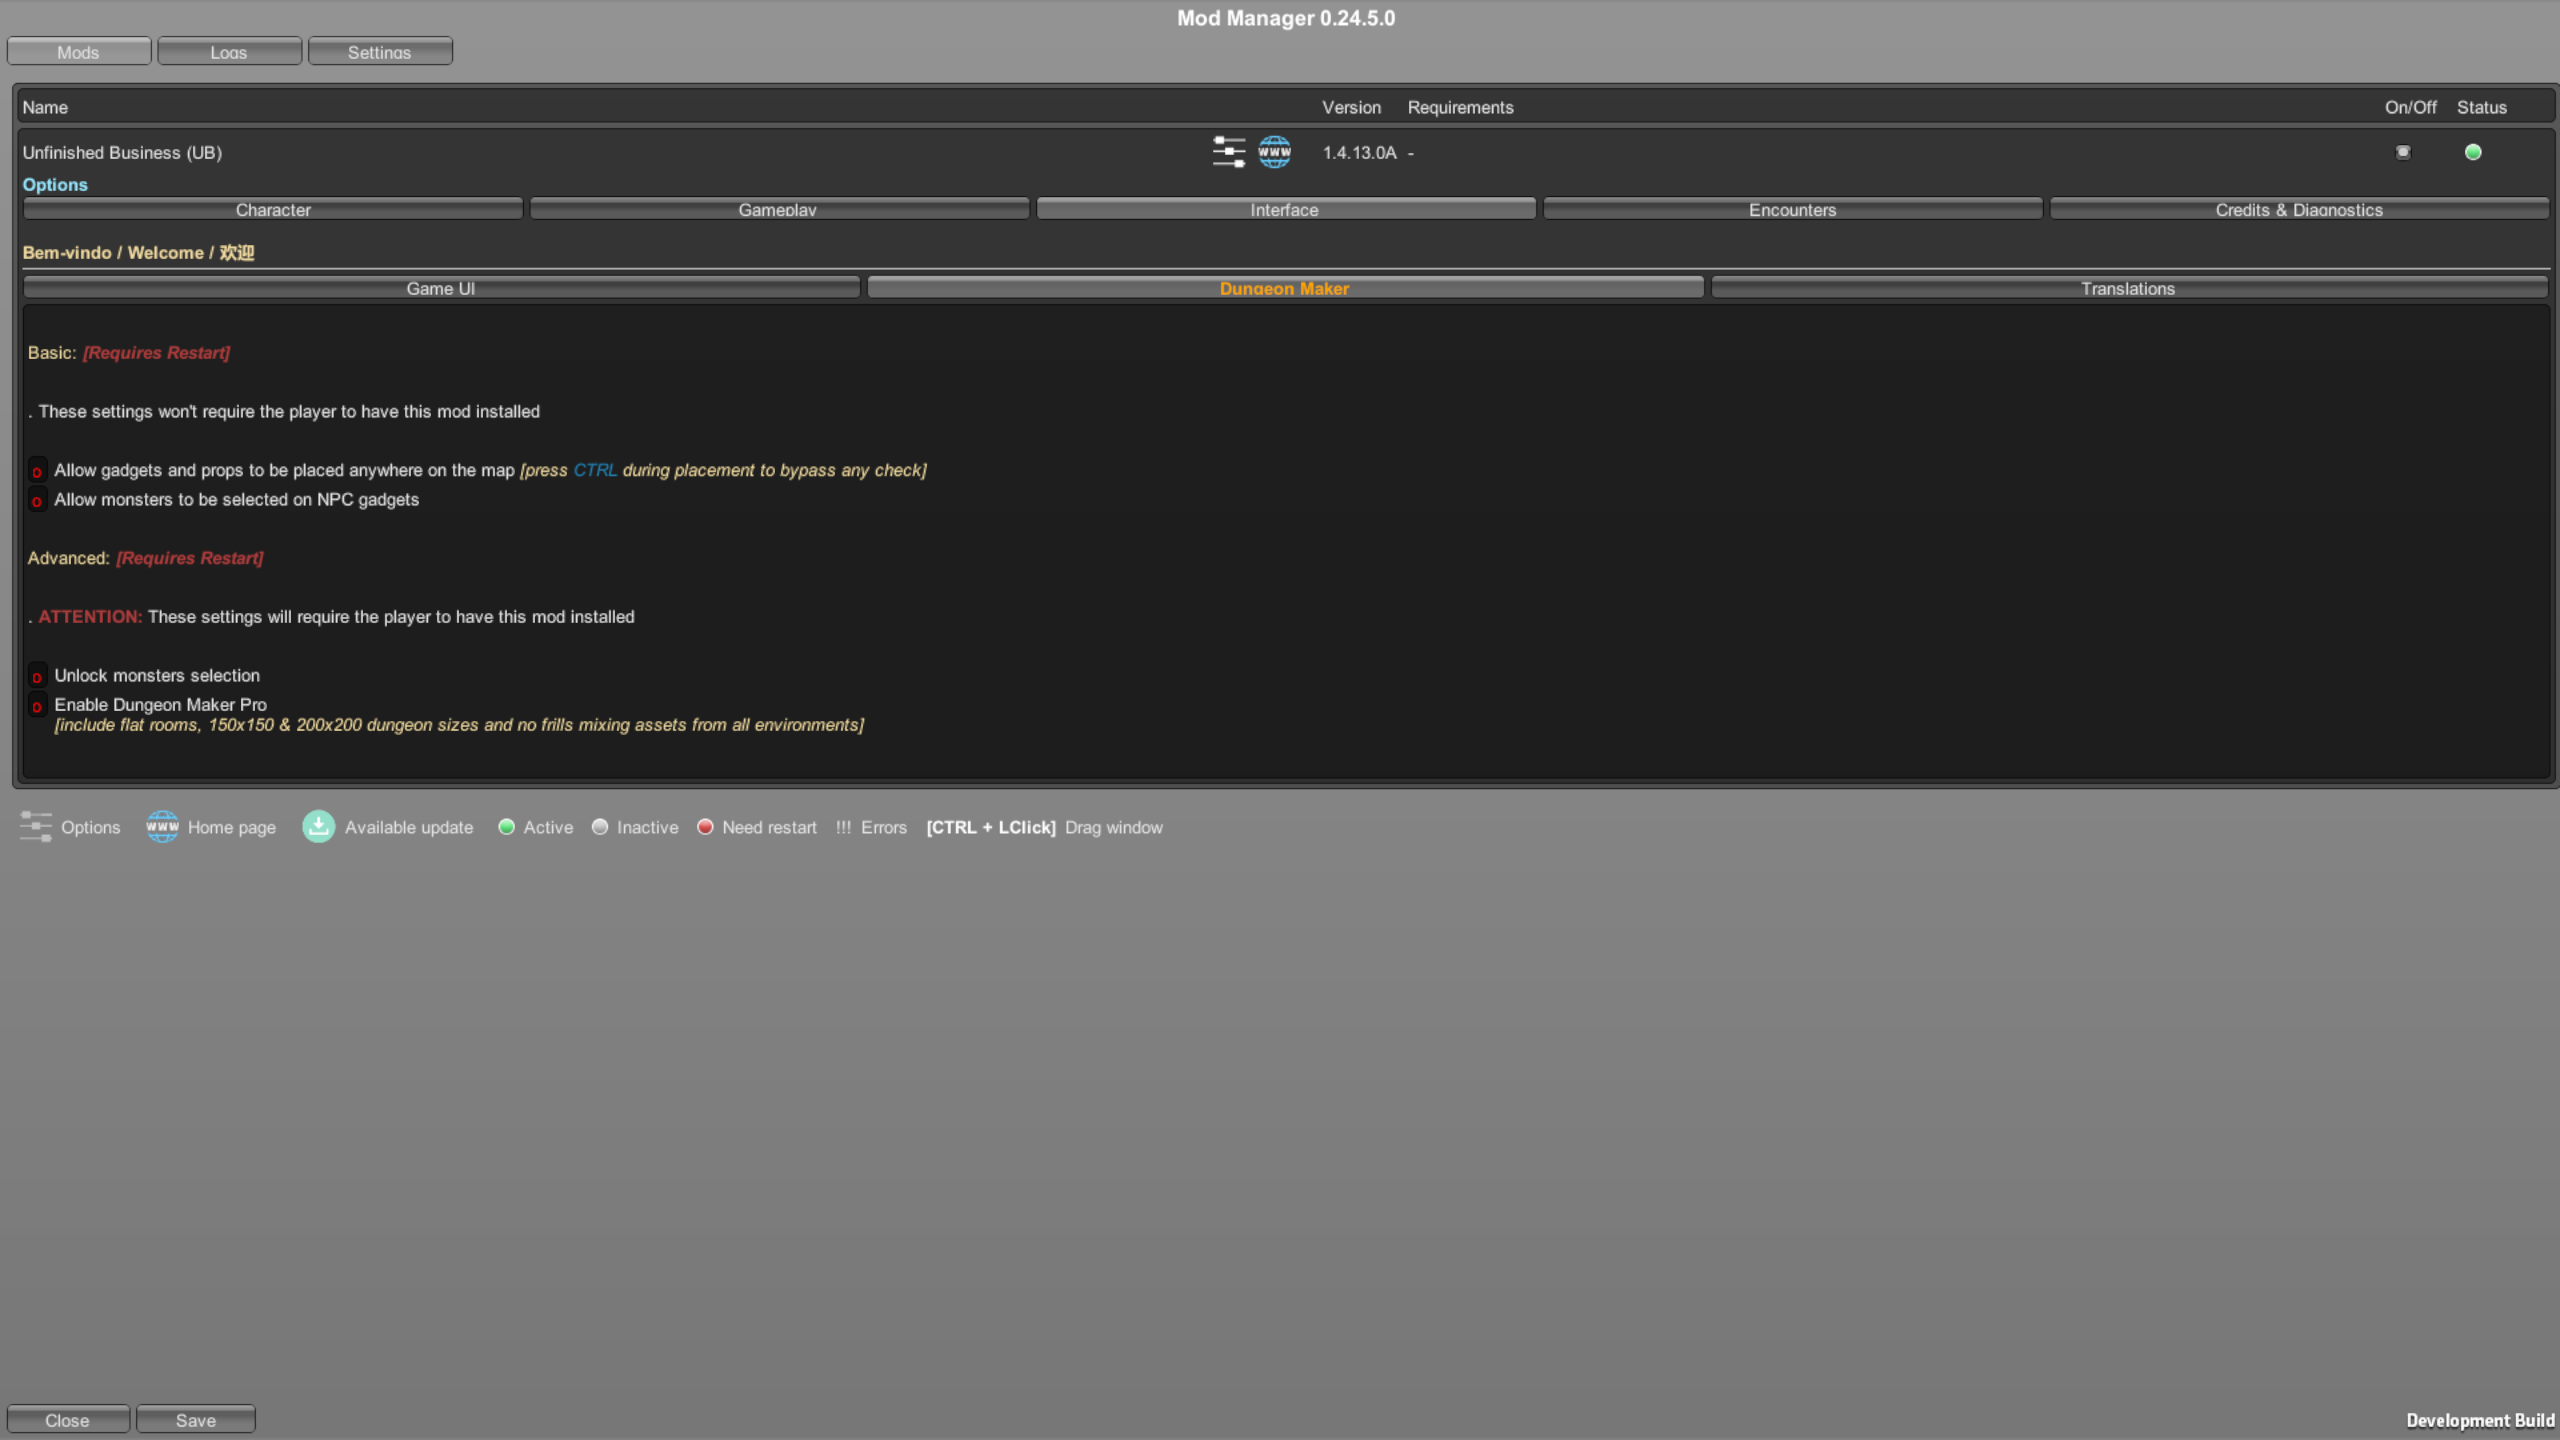 Mod Manager 0.24.5.0
Mods Logs Settings
Name Version Requirements On/Off Status
Unfinished Business (UB) www 1.4.13.0A -
Options
Character Gameplay Interface Encounters Credits & Diagnostics
Bem-vindo / Welcome / 欢迎
Game UI Dungeon Maker Translations
Basic: [Requires Restart]
. These settings won't require the player to have this mod installed
Allow gadgets and props to be placed anywhere on the map [press CTRL during placement to bypass any check]
Allow monsters to be selected on NPC gadgets
Advanced: [Requires Restart]
. ATTENTION: These settings will require the player to have this mod installed
Unlock monsters selection
Enable Dungeon Maker Pro
[include flat rooms, 150x150 & 200x200 dungeon sizes and no frills mixing assets from all environments]
Options www Home page Available update Active Inactive Need restart !!! Errors [CTRL + LClick] Drag window
Close Save Development Build